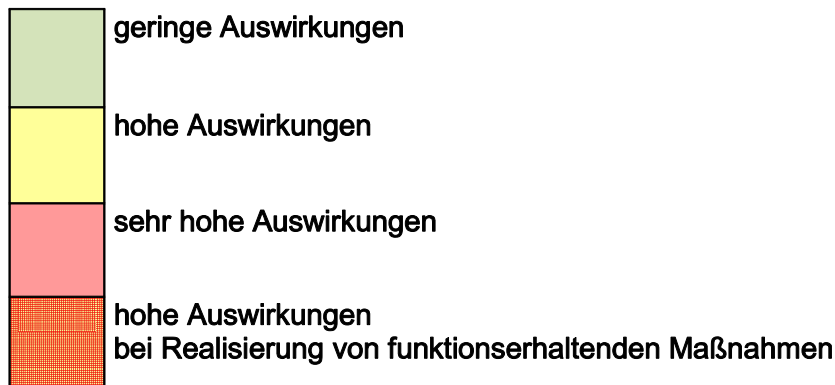 geringe Auswirkungen
hohe Auswirkungen
sehr hohe Auswirkungen
hohe Auswirkungen
bei Realisierung von funktionserhaltenden Maßnahmen